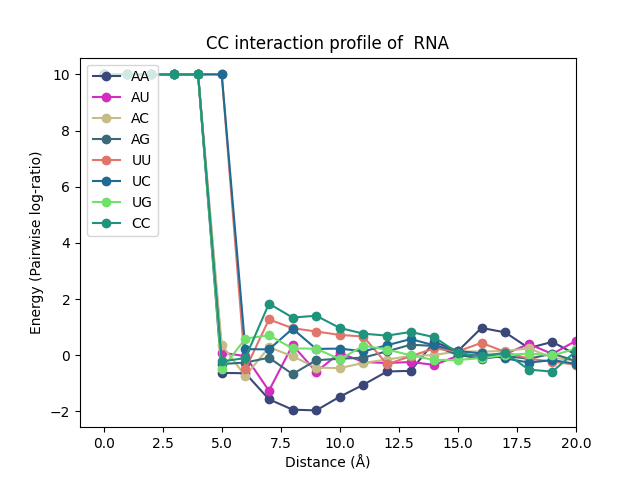 CC interaction profile of  RNA
Energy (Pairwise log-ratio)
10
8
6
4
2
0
−2
AA
AU
AC
AG
UU
UC
UG
CC
0.0 2.5 5.0 7.5 10.0 12.5 15.0 17.5 20.0
Distance (Å)